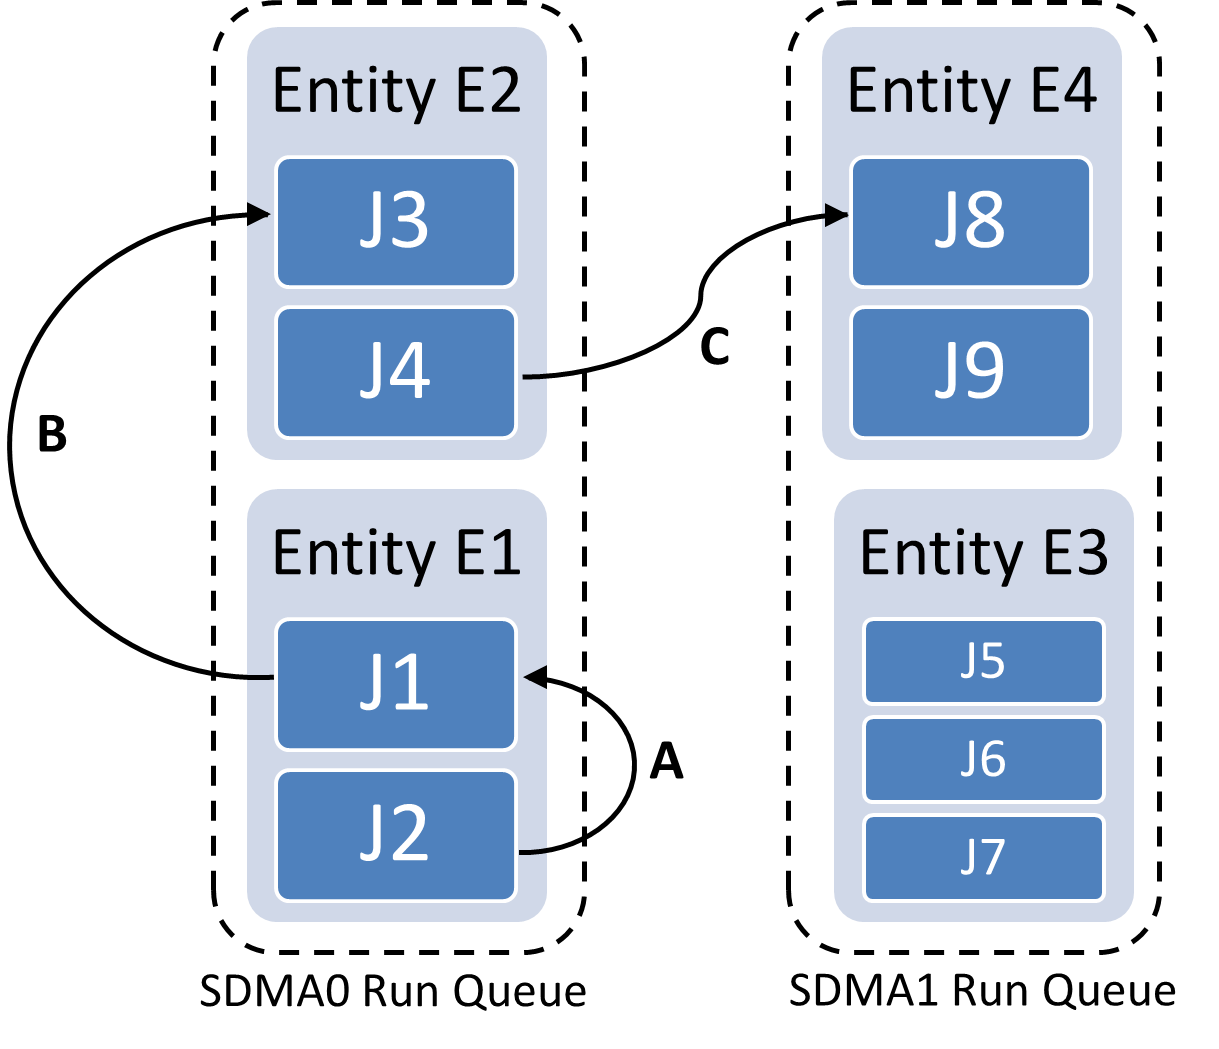 Entity E2
J3
J4
Entity E1
J1
J2
SDMA0 Run Queue
B
A
C
Entity E4
J8
J9
Entity E3
J5
J6
J7
SDMA1 Run Queue